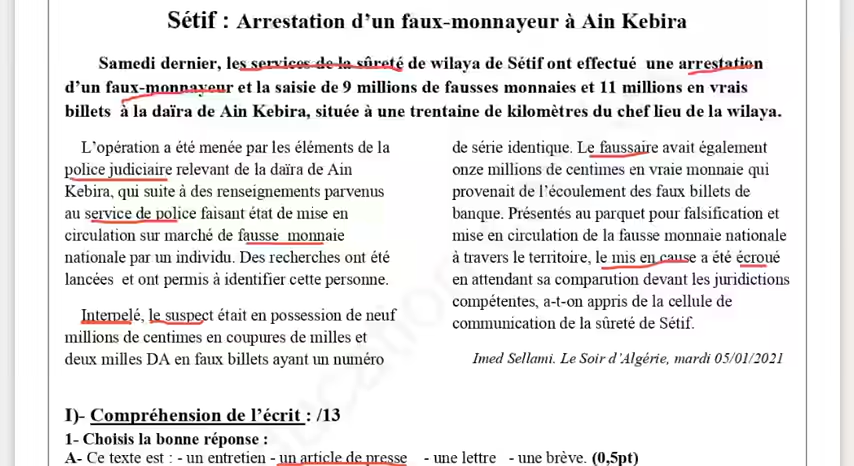 Sétif : Arrestation d’un faux-monnayeur à Ain Kebira
Samedi dernier, les services de la sûreté de wilaya de Sétif ont effectué une arrestation
d’un faux-monnayeur et la saisie de 9 millions de fausses monnaies et 11 millions en vrais
billets à la daïra de Ain Kebira, située à une trentaine de kilomètres du chef lieu de la wilaya.
L’opération a été menée par les éléments de la
police judiciaire relevant de la daïra de Ain
Kebira, qui suite à des renseignements parvenus
au service de police faisant état de mise en
circulation sur marché de fausse monnaie
nationale par un individu. Des recherches ont été
lancées et ont permis à identifier cette personne.
Interpelé, le suspect était en possession de neuf
millions de centimes en coupures de milles et
deux milles DA en faux billets ayant un numéro
de série identique. Le faussaire avait également
onze millions de centimes en vraie monnaie qui
provenait de l’écoulement des faux billets de
banque. Présentés au parquet pour falsification et
mise en circulation de la fausse monnaie nationale
à travers le territoire, le mis en cause a été écroué
en attendant sa comparution devant les juridictions
compétentes, a-t-on appris de la cellule de
communication de la sûreté de Sétif.
Imed Sellami. Le Soir d’Algérie, mardi 05/01/2021
I)- Compréhension de l’écrit : /13
1- Choisis la bonne réponse :
A- Ce texte est : - un entretien - un article de presse - une lettre - une brève. (0,5pt)